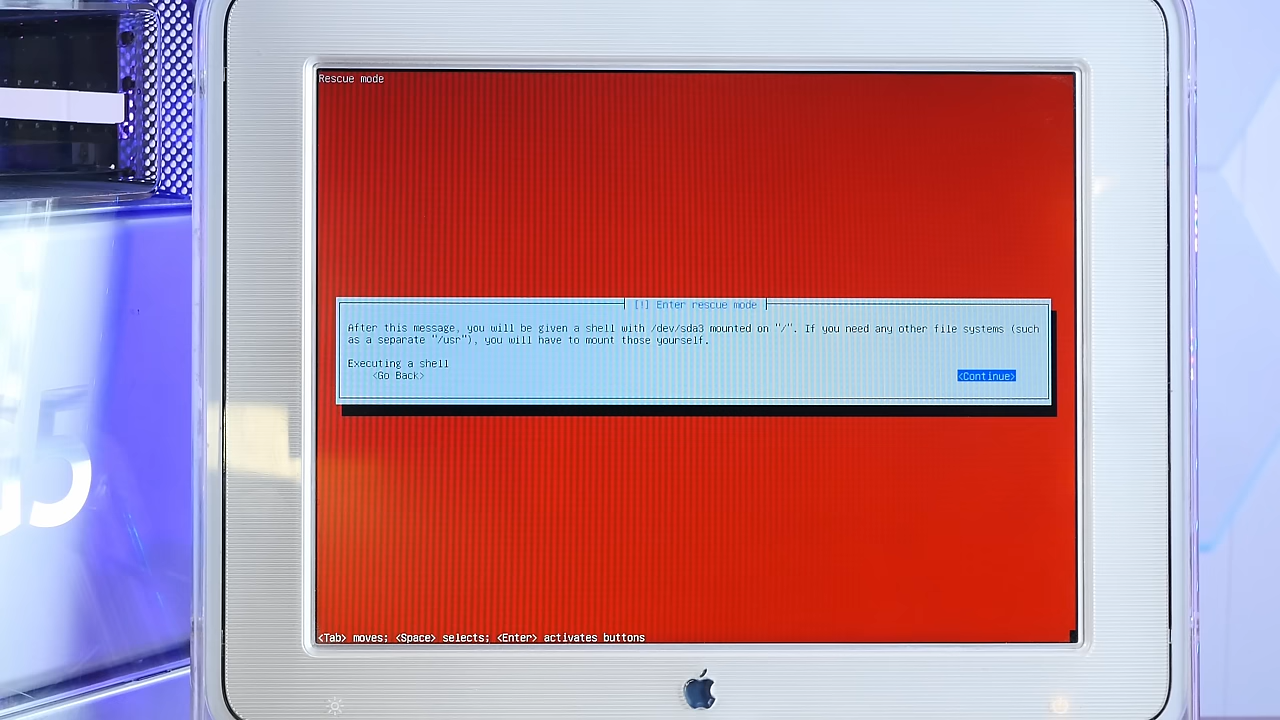 Rescue mode
[!] Enter rescue mode
After this message, you will be given a shell with /dev/sda3 mounted on "/". If you need any other file systems (such
as a separate "/usr"), you will have to mount those yourself.
Executing a shell
<Go Back> <Continue>
<Tab> moves; <Space> selects; <Enter> activates buttons
G5